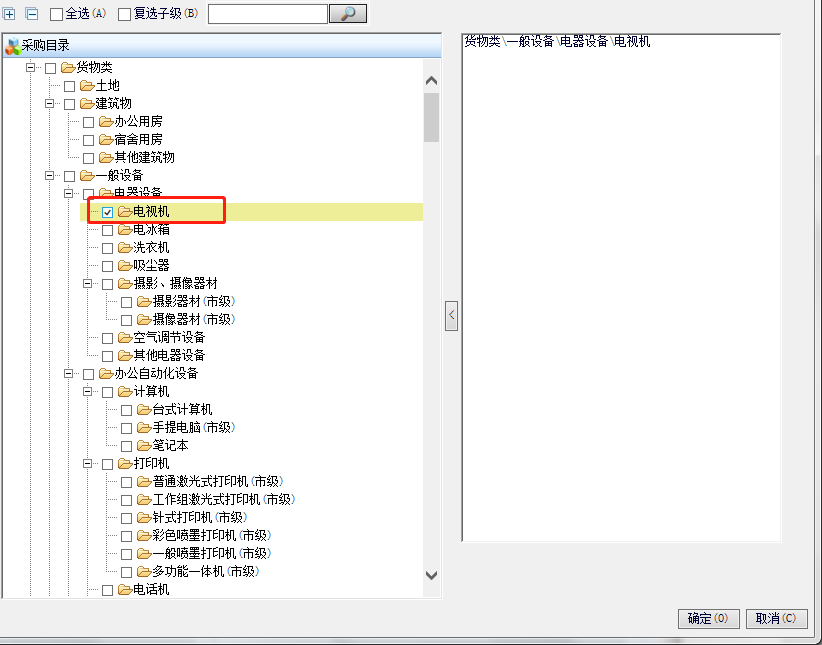 全选(A) 复选子级(B)
采购目录
货物类
土地
建筑物
办公用房
宿舍用房
其他建筑物
一般设备
电器设备
电视机
电冰箱
洗衣机
吸尘器
摄影、摄像器材
摄影器材(市级)
摄像器材(市级)
空气调节设备
其他电器设备
办公自动化设备
计算机
台式计算机
手提电脑(市级)
笔记本
打印机
普通激光式打印机(市级)
工作组激光式打印机(市级)
针式打印机(市级)
彩色喷墨打印机(市级)
一般喷墨打印机(市级)
多功能一体机(市级)
电话机
货物类\一般设备\电器设备\电视机
确定(O) 取消(C)